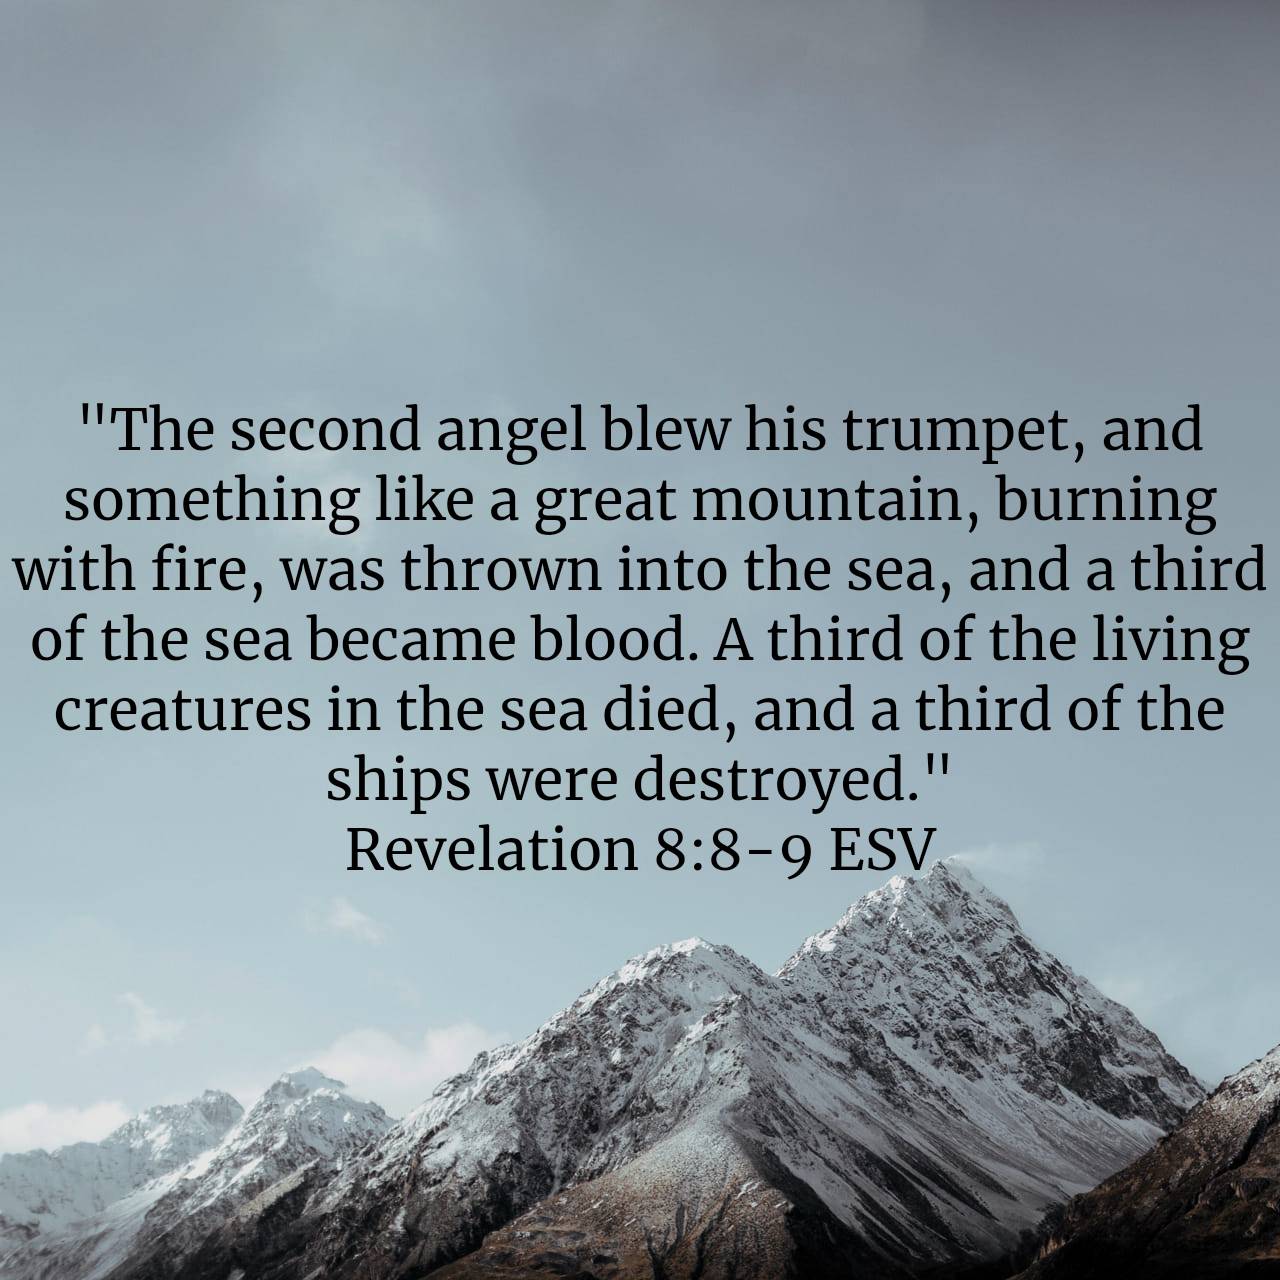 "The second angel blew his trumpet, and
something like a great mountain, burning
with fire, was thrown into the sea, and a third
of the sea became blood. A third of the living
creatures in the sea died, and a third of the
ships were destroyed."
Revelation 8:8-9 ESV